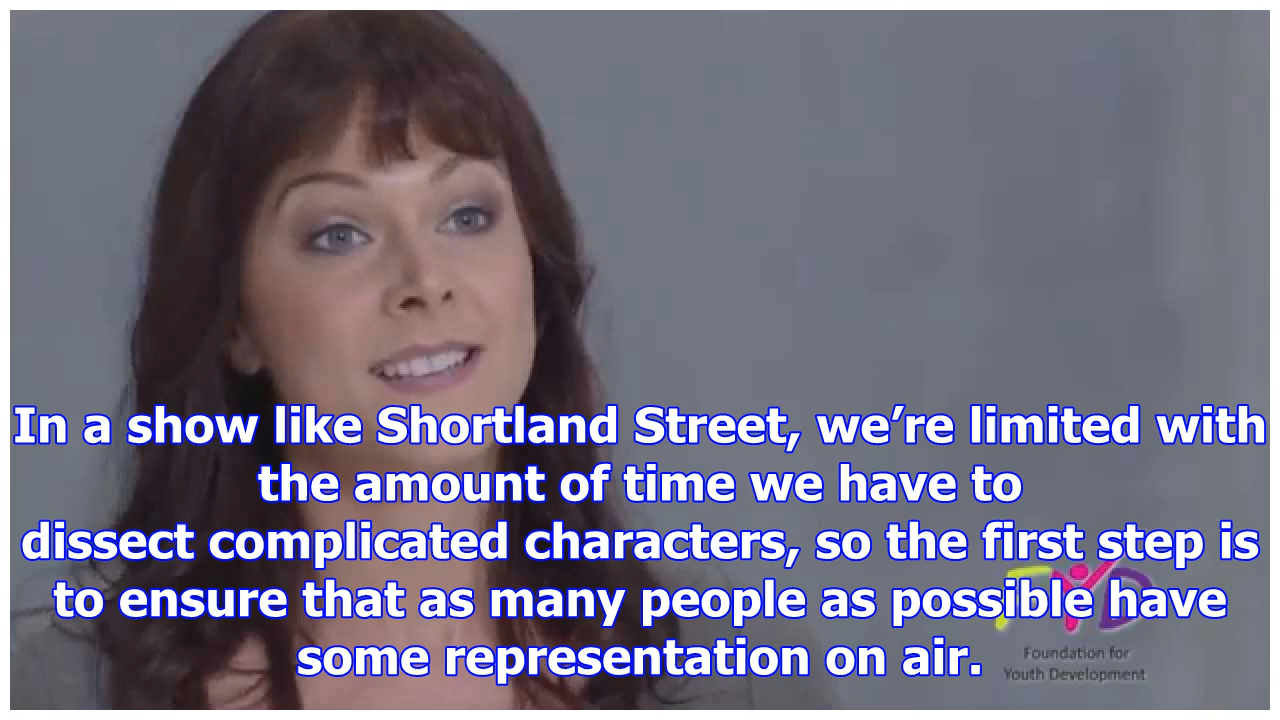 In a show like Shortland Street, we’re limited with
the amount of time we have to
dissect complicated characters, so the first step is
to ensure that as many people as possible have
some representation on air.
FYD
Foundation for
Youth Development